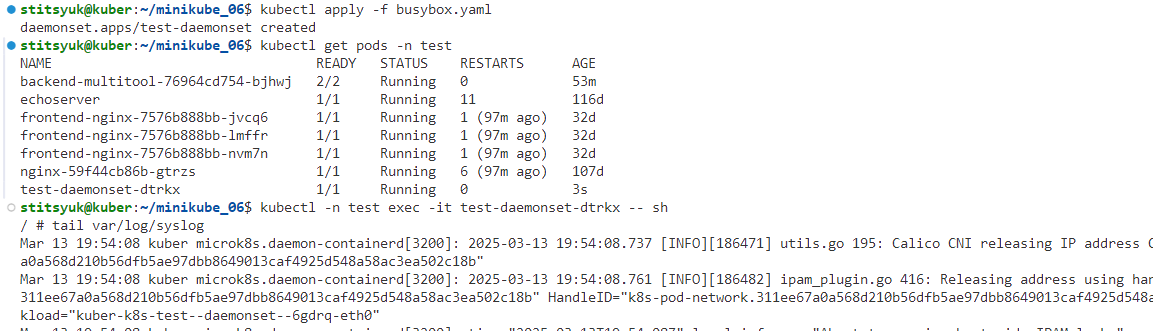 stitsyuk@kuber:~/minikube_06$ kubectl apply -f busybox.yaml
daemonset.apps/test-daemonset created
stitsyuk@kuber:~/minikube_06$ kubectl get pods -n test
NAME READY STATUS RESTARTS AGE
backend-multitool-76964cd754-bjhwj 2/2 Running 0 53m
echoserver 1/1 Running 11 116d
frontend-nginx-7576b888bb-jvcq6 1/1 Running 1 (97m ago) 32d
frontend-nginx-7576b888bb-lmffr 1/1 Running 1 (97m ago) 32d
frontend-nginx-7576b888bb-nvm7n 1/1 Running 1 (97m ago) 32d
nginx-59f44cb86b-gtrzs 1/1 Running 6 (97m ago) 107d
test-daemonset-dtrkx 1/1 Running 0 3s
stitsyuk@kuber:~/minikube_06$ kubectl -n test exec -it test-daemonset-dtrkx -- sh
/ # tail var/log/syslog
Mar 13 19:54:08 kuber microk8s.daemon-containerd[3200]: 2025-03-13 19:54:08.737 [INFO][186471] utils.go 195: Calico CNI releasing IP address
a0a568d210b56dfb5ae97dbb8649013caf4925d548a58ac3ea502c18b"
Mar 13 19:54:08 kuber microk8s.daemon-containerd[3200]: 2025-03-13 19:54:08.761 [INFO][186482] ipam_plugin.go 416: Releasing address using han
311ee67a0a568d210b56dfb5ae97dbb8649013caf4925d548a58ac3ea502c18b" HandleID="k8s-pod-network.311ee67a0a568d210b56dfb5ae97dbb8649013caf4925d548a
kload="kuber-k8s-test--daemonset--6gdrq-eth0"